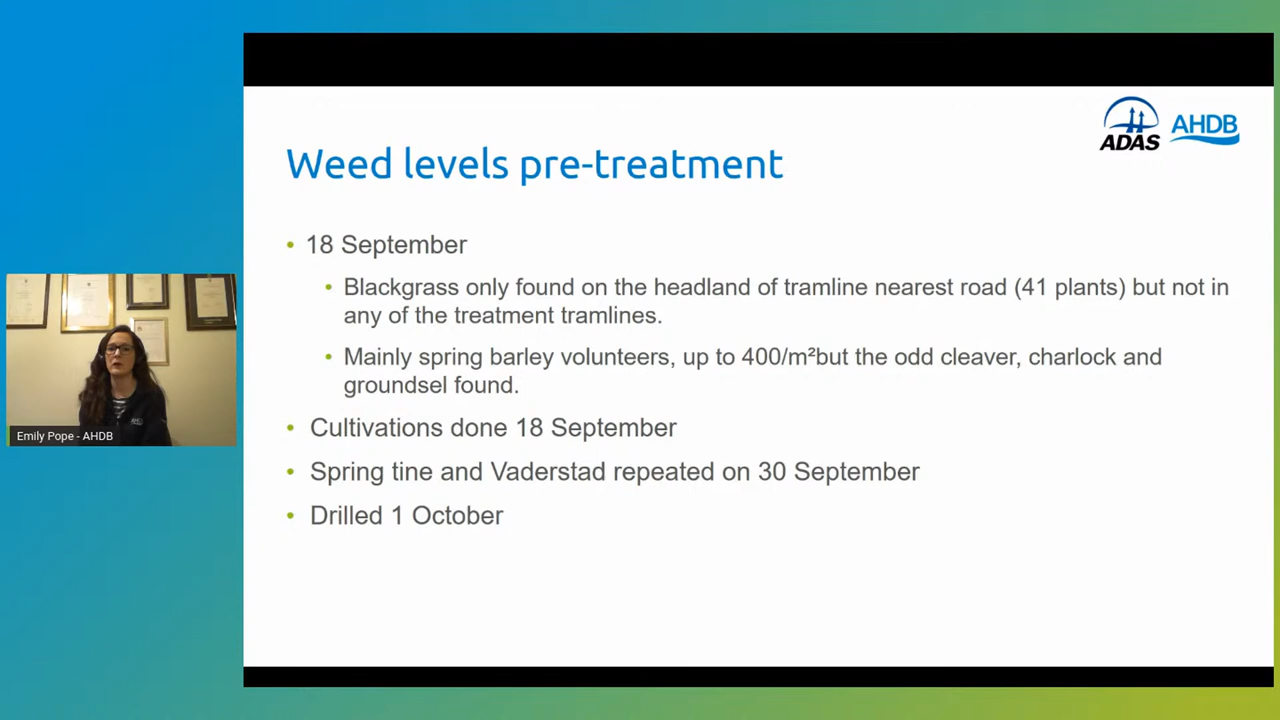 ADAS
AHDB
Weed levels pre-treatment
• 18 September
• Blackgrass only found on the headland of tramline nearest road (41 plants) but not in
any of the treatment tramlines.
• Mainly spring barley volunteers, up to 400/m²but the odd cleaver, charlock and
groundsel found.
• Cultivations done 18 September
• Spring tine and Vaderstad repeated on 30 September
• Drilled 1 October
Emily Pope - AHDB